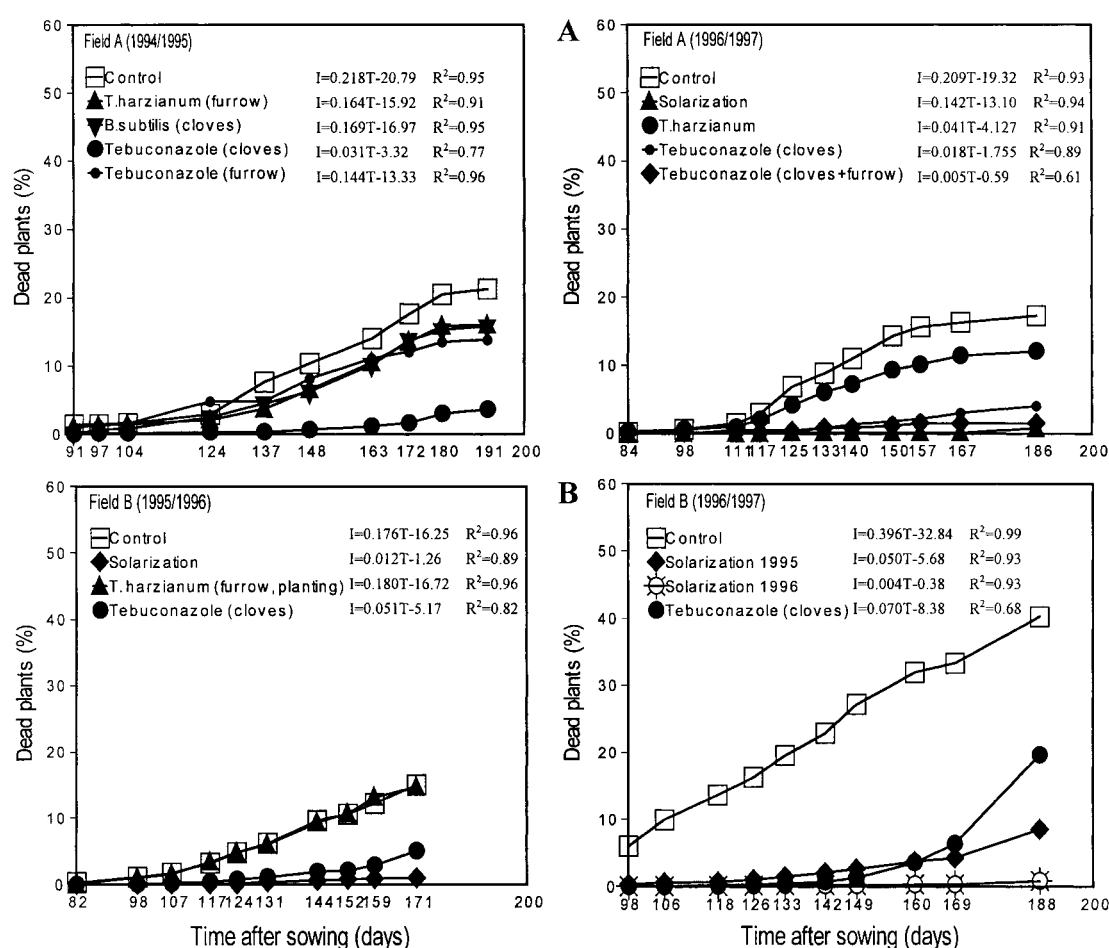 Field A (1994/1995)
Control I=0.218T-20.79 R²=0.95
T.harzianum (furrow) I=0.164T-15.92 R²=0.91
B.subtilis (cloves) I=0.169T-16.97 R²=0.95
Tebuconazole (cloves) I=0.031T-3.32 R²=0.77
Tebuconazole (furrow) I=0.144T-13.33 R²=0.96
Dead plants (%)
60
50
40
30
20
10
0
91 97 104 124 137 148 163 172 180 191 200
A
Field A (1996/1997)
Control I=0.209T-19.32 R²=0.93
Solarization I=0.142T-13.10 R²=0.94
T.harzianum I=0.041T-4.127 R²=0.91
Tebuconazole (cloves) I=0.018T-1.755 R²=0.89
Tebuconazole (cloves+furrow) I=0.005T-0.59 R²=0.61
Dead plants (%)
60
50
40
30
20
10
0
84 98 111 117 125 133 140 150 157 167 186 200
Field B (1995/1996)
Control I=0.176T-16.25 R²=0.96
Solarization I=0.012T-1.26 R²=0.89
T.harzianum (furrow, planting) I=0.180T-16.72 R²=0.96
Tebuconazole (cloves) I=0.051T-5.17 R²=0.82
Dead plants (%)
60
50
40
30
20
10
0
82 98 107 117 124 131 144 152 159 171 200
Time after sowing (days)
B
Field B (1996/1997)
Control I=0.396T-32.84 R²=0.99
Solarization 1995 I=0.050T-5.68 R²=0.93
Solarization 1996 I=0.004T-0.38 R²=0.93
Tebuconazole (cloves) I=0.070T-8.38 R²=0.68
Dead plants (%)
60
50
40
30
20
10
0
98 106 118 126 133 142 149 160 169 188 200
Time after sowing (days)